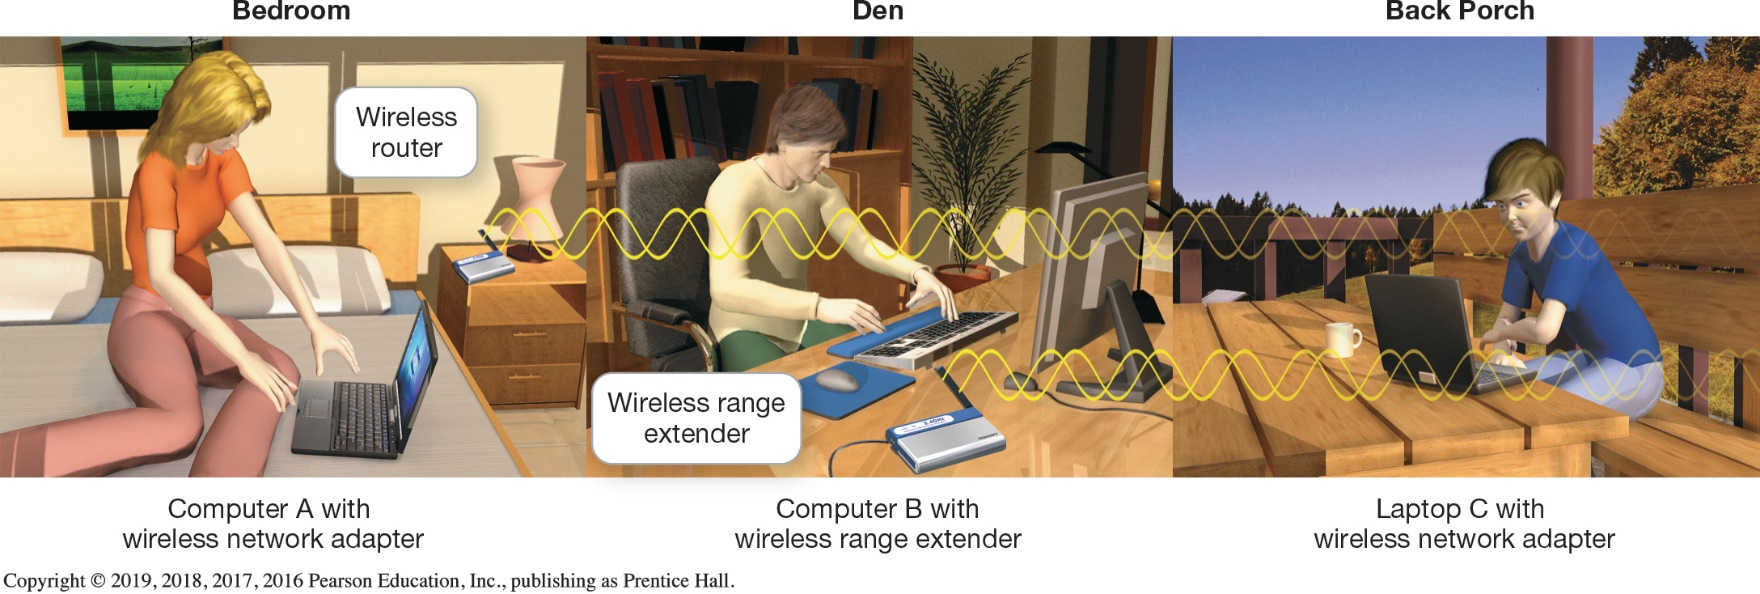 Bedroom
Den
Back Porch
Wireless
router
Wireless range
extender
Computer A with
wireless network adapter
Computer B with
wireless range extender
Laptop C with
wireless network adapter
Copyright © 2019, 2018, 2017, 2016 Pearson Education, Inc., publishing as Prentice Hall.